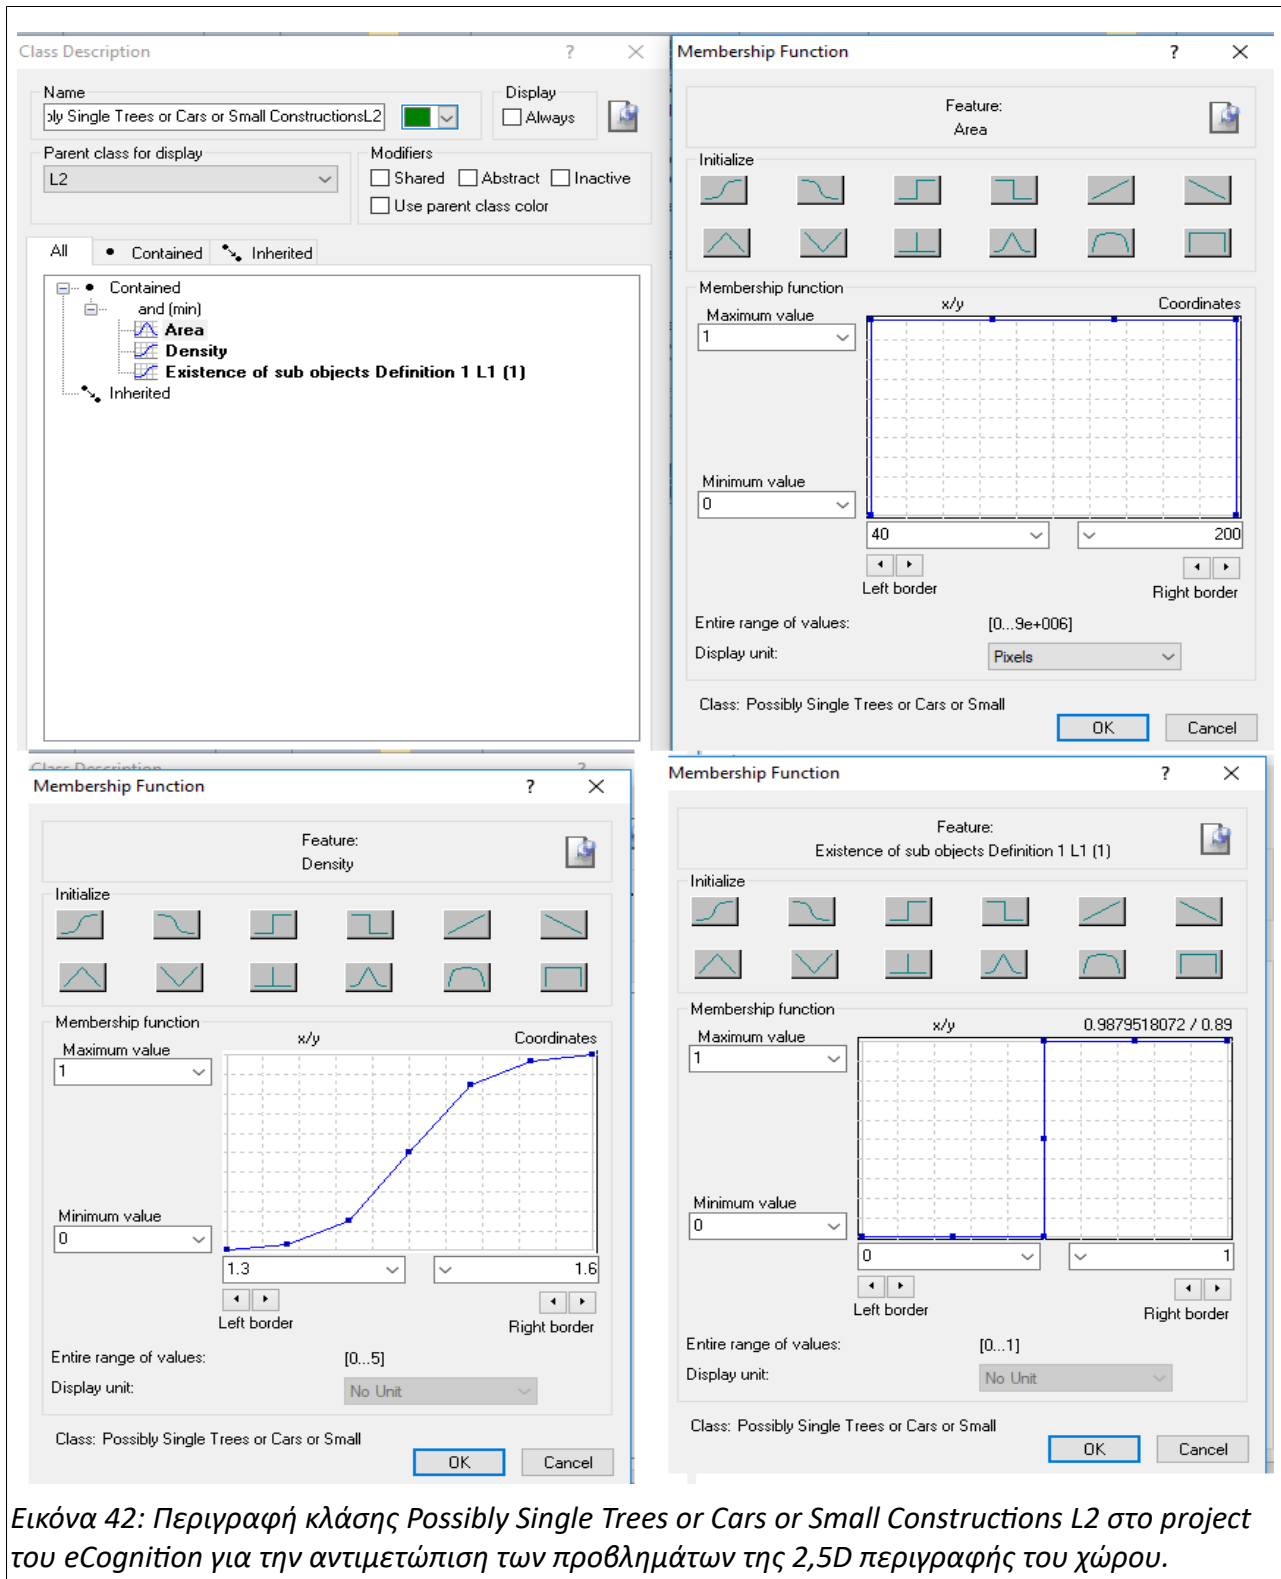 Class Description
?
Name
oly Single Trees or Cars or Small ConstructionsL2
Display
Always
Parent class for display
L2
Modifiers
Shared
Abstract
Inactive
Use parent class color
All
Contained
Inherited
Contained
and (min)
Area
Density
Existence of sub objects Definition 1 L1 (1)
Inherited
Membership Function
?
Feature:
Area
Initialize
Membership function
x/y
Coordinates
Maximum value
1
Minimum value
0
40
200
Left border
Right border
Entire range of values:
[0...9e+006]
Display unit:
Pixels
Class: Possibly Single Trees or Cars or Small
OK
Cancel
Class Description
?
Membership Function
?
Feature:
Density
Initialize
Membership function
x/y
Coordinates
Maximum value
1
Minimum value
0
1.3
1.6
Left border
Right border
Entire range of values:
[0...5]
Display unit:
No Unit
Class: Possibly Single Trees or Cars or Small
OK
Cancel
Membership Function
?
Feature:
Existence of sub objects Definition 1 L1 (1)
Initialize
Membership function
x/y
0.9879518072 / 0.89
Maximum value
1
Minimum value
0
0
1
Left border
Right border
Entire range of values:
[0...1]
Display unit:
No Unit
Class: Possibly Single Trees or Cars or Small
OK
Cancel
Εικόνα 42: Περιγραφή κλάσης Possibly Single Trees or Cars or Small Constructions L2 στο project
του eCognition για την αντιμετώπιση των προβλημάτων της 2,5D περιγραφής του χώρου.